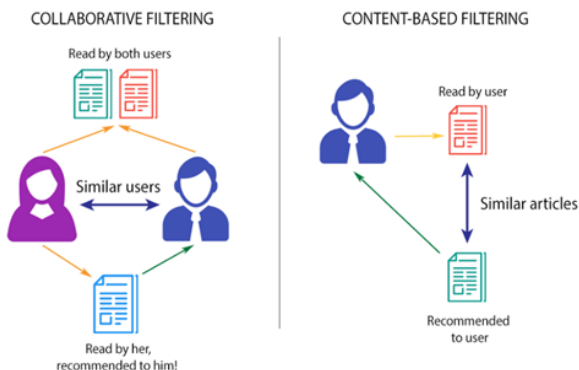 COLLABORATIVE FILTERING
Read by both users
Similar users
Read by her,
recommended to him!
CONTENT-BASED FILTERING
Read by user
Similar articles
Recommended
to user